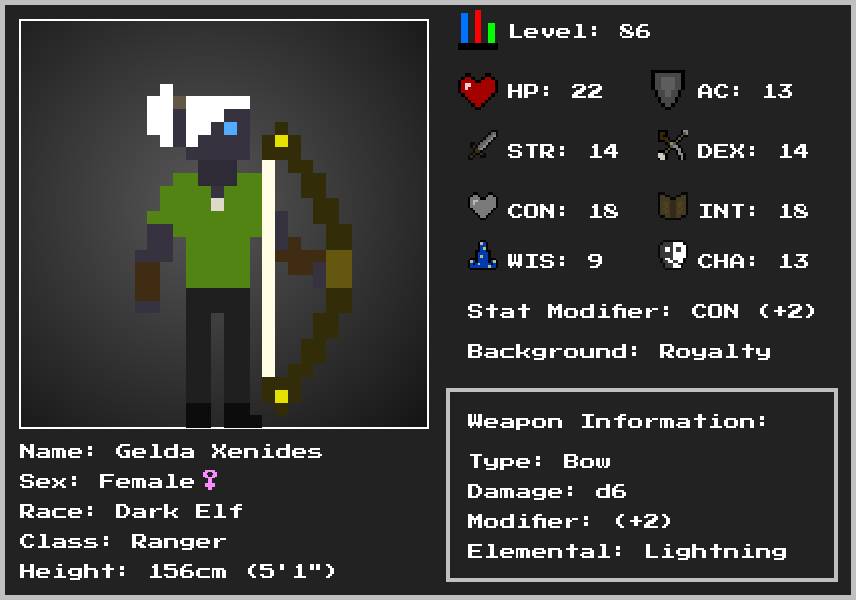 Level: 86
HP: 22
AC: 13
STR: 14
DEX: 14
CON: 18
INT: 18
WIS: 9
CHA: 13
Stat Modifier: CON (+2)
Background: Royalty
Name: Gelda Xenides
Sex: Female♀
Race: Dark Elf
Class: Ranger
Height: 156cm (5'1")
Weapon Information:
Type: Bow
Damage: d6
Modifier: (+2)
Elemental: Lightning